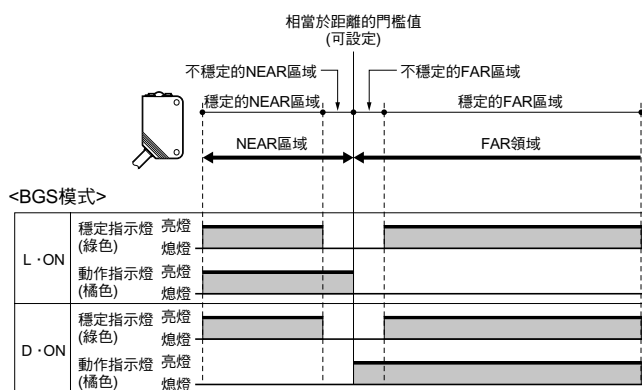 相當於距離的門檻值
(可設定)
不穩定的NEAR區域
不穩定的FAR區域
穩定的NEAR區域
穩定的FAR區域
NEAR區域
FAR領域
<BGS模式>
L·ON
穩定指示燈 亮燈
(綠色) 熄燈
動作指示燈 亮燈
(橘色) 熄燈
D·ON
穩定指示燈 亮燈
(綠色) 熄燈
動作指示燈 亮燈
(橘色) 熄燈